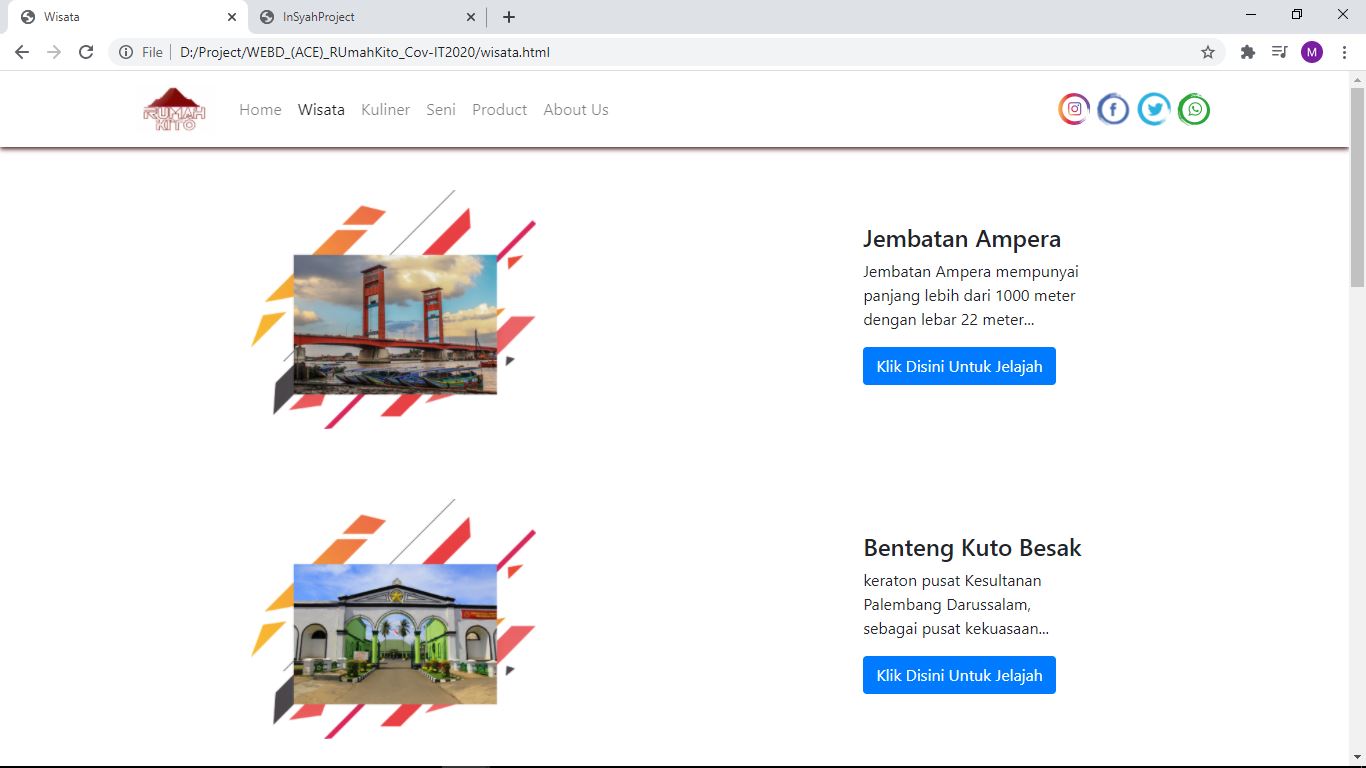 Wisata
InSyahProject
File
D:/Project/WEBD_(ACE)_RUmahKito_Cov-IT2020/wisata.html
M
RUMAH
KITO
Home Wisata Kuliner Seni Product About Us
Jembatan Ampera
Jembatan Ampera mempunyai
panjang lebih dari 1000 meter
dengan lebar 22 meter...
Klik Disini Untuk Jelajah
Benteng Kuto Besak
keraton pusat Kesultanan
Palembang Darussalam,
sebagai pusat kekuasaan...
Klik Disini Untuk Jelajah